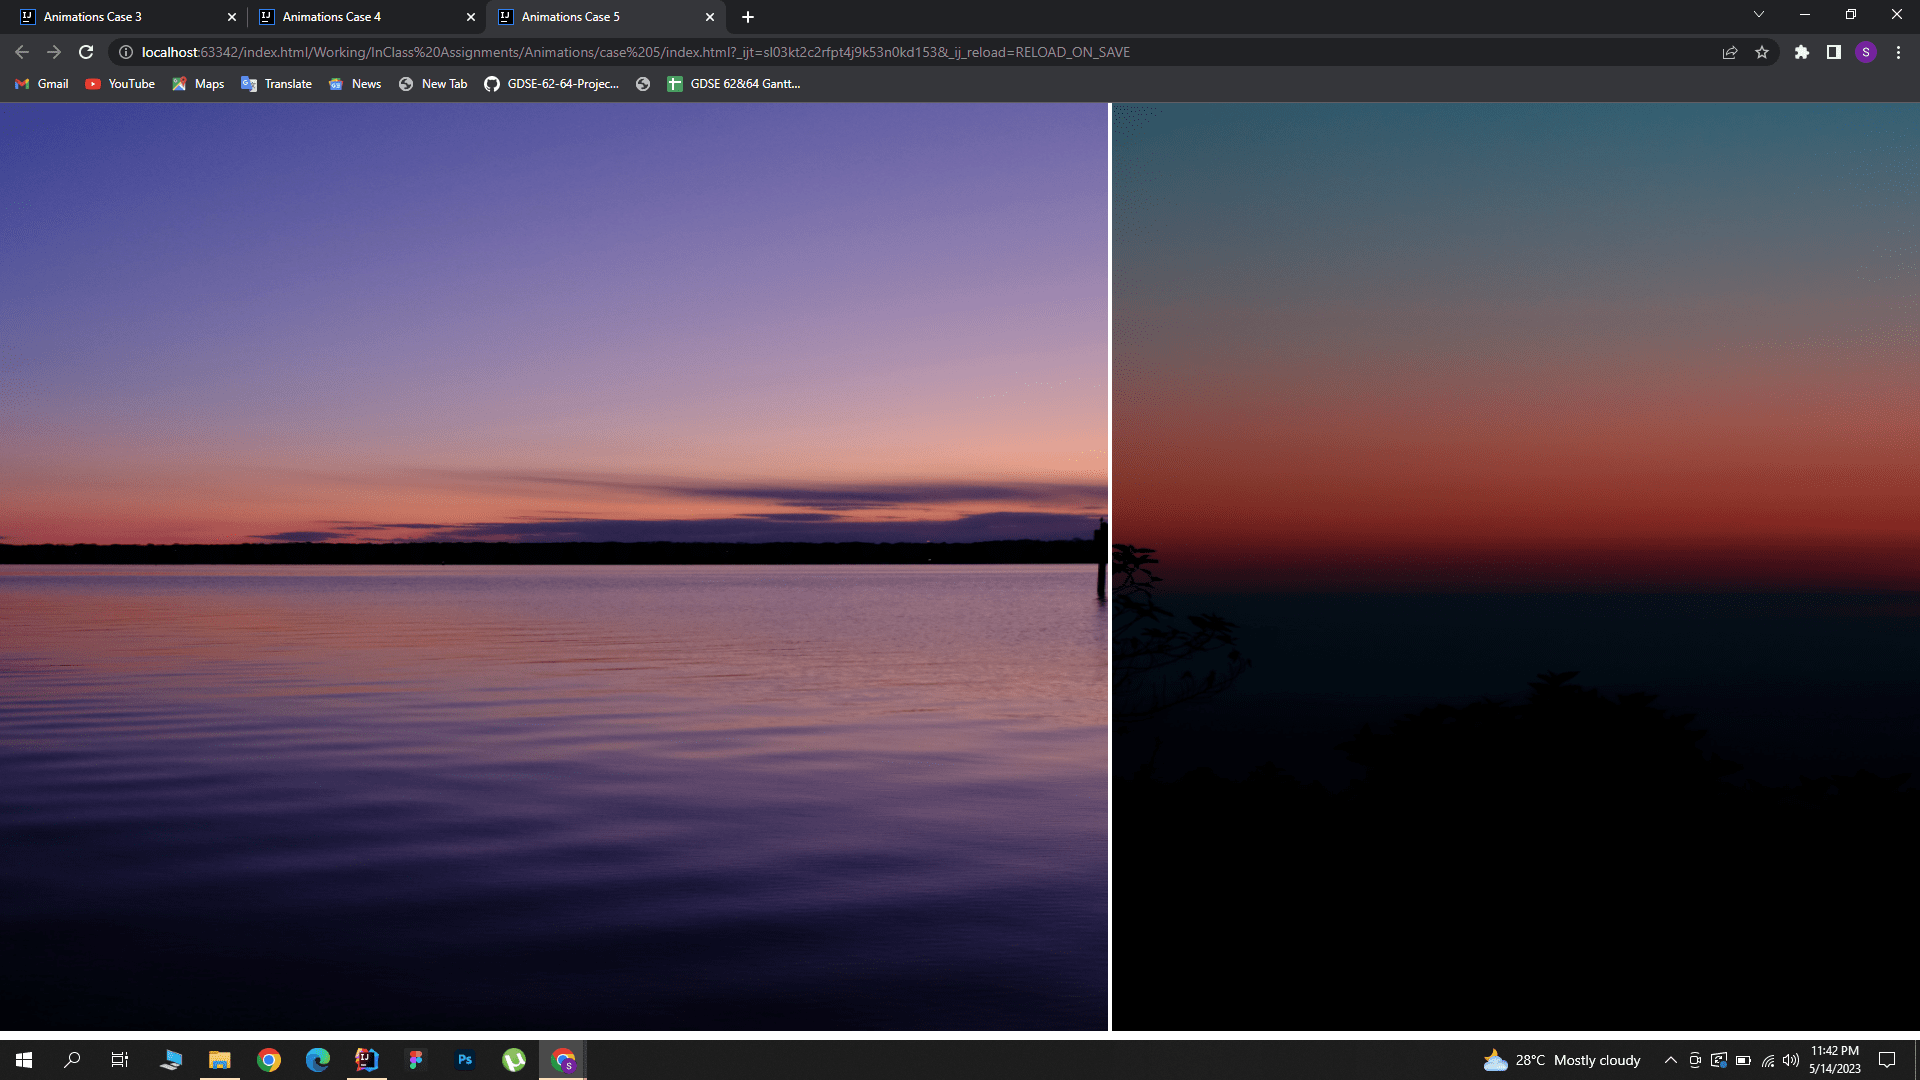 Animations Case 3
Animations Case 4
Animations Case 5
localhost:63342/index.html/Working/InClass%20Assignments/Animations/case%205/index.html?_ijt=sl03kt2c2rfpt4j9k53n0kd153&_ij_reload=RELOAD_ON_SAVE
S
Gmail
YouTube
Maps
Translate
News
New Tab
GDSE-62-64-Projec...
GDSE 62&64 Gantt...
28°C Mostly cloudy
11:42 PM
5/14/2023